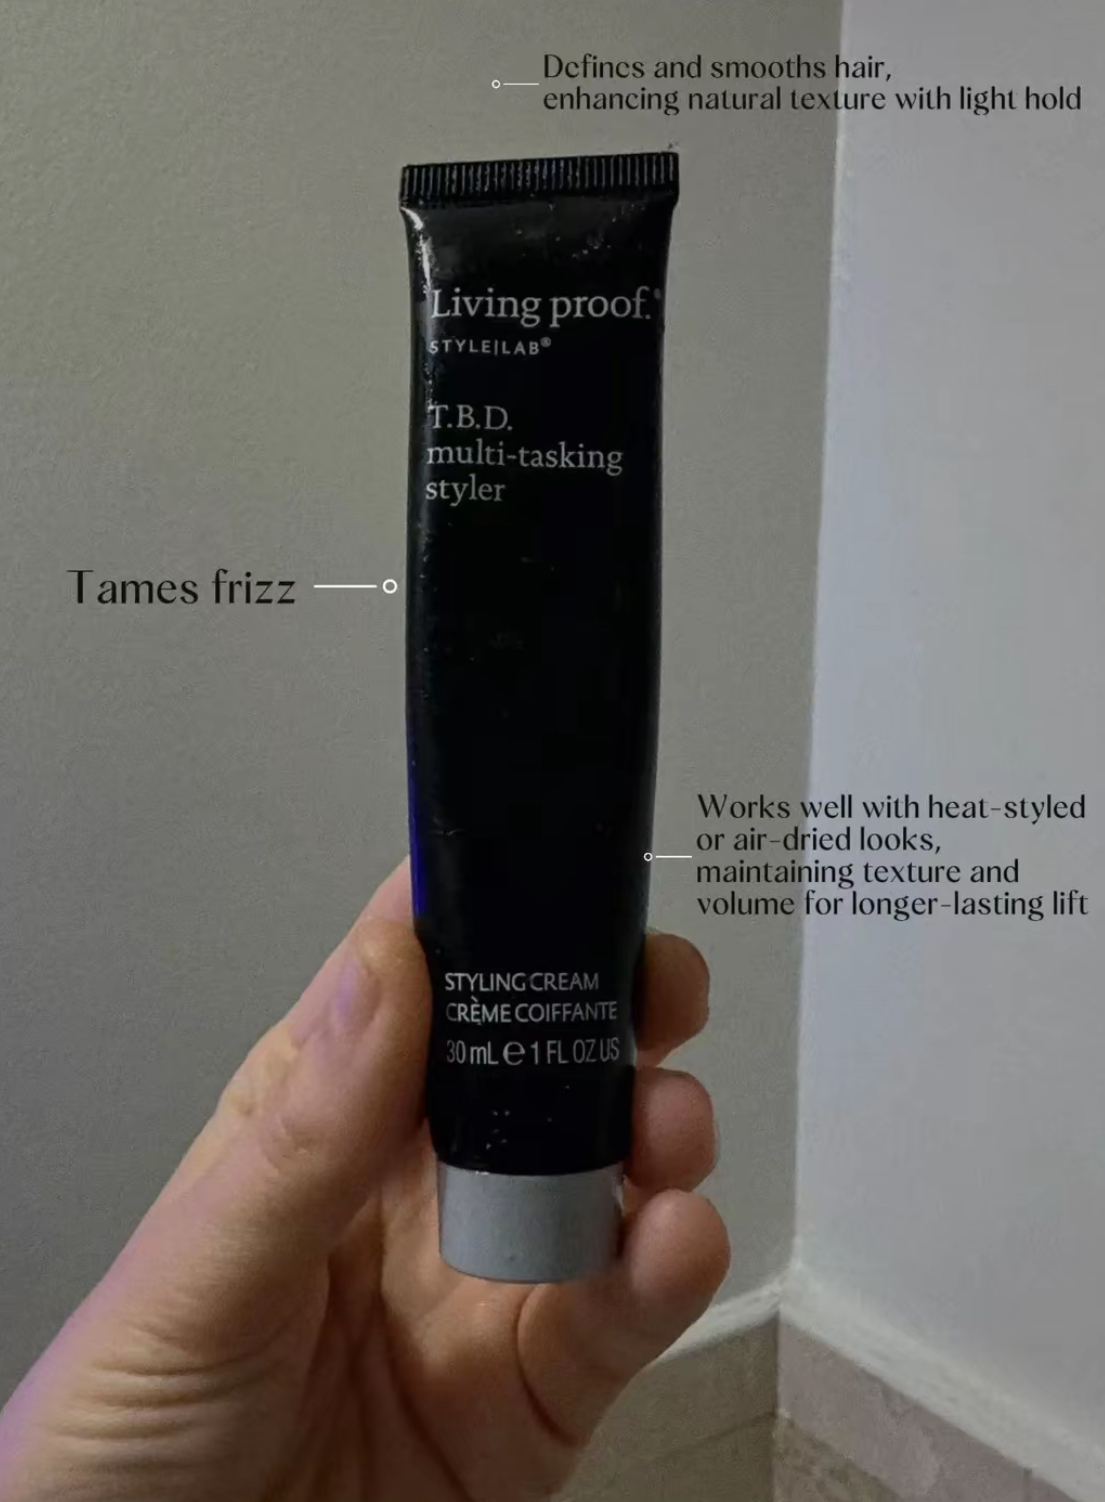 Defines and smooths hair,
enhancing natural texture with light hold
Living proof.®
STYLE|LAB®
T.B.D.
multi-tasking
styler
Tames frizz
Works well with heat-styled
or air-dried looks,
maintaining texture and
volume for longer-lasting lift
STYLING CREAM
CRÈME COIFFANTE
30 mL ℮ 1 FL OZ US